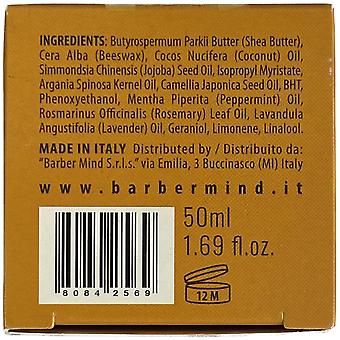 INGREDIENTS: Butyrospermum Parkii Butter (Shea Butter),
Cera Alba (Beeswax), Cocos Nucifera (Coconut) Oil,
Simmondsia Chinensis (Jojoba) Seed Oil, Isopropyl Myristate,
Argania Spinosa Kernel Oil, Camellia Japonica Seed Oil, BHT,
Phenoxyethanol, Mentha Piperita (Peppermint) Oil,
Rosmarinus Officinalis (Rosemary) Leaf Oil, Lavandula
Angustifolia (Lavender) Oil, Geraniol, Limonene, Linalool.
MADE IN ITALY Distributed by / Distribuito da:
"Barber Mind S.r.l.s." via Emilia, 3 Buccinasco (MI) Italy
www.barbermind.it
50ml
1.69 fl.oz.
8084 2569
12 M